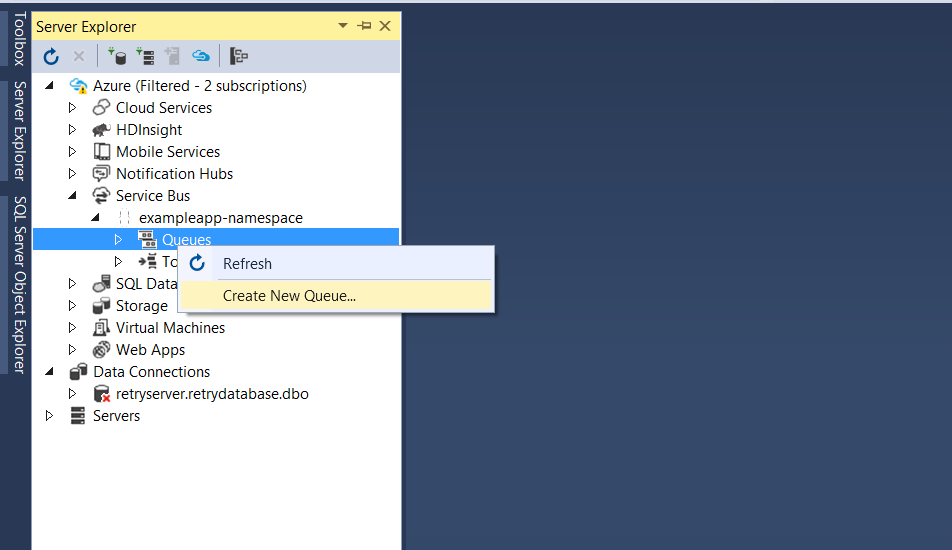 Toolbox
Server Explorer
SQL Server Object Explorer
Server Explorer
Azure (Filtered - 2 subscriptions)
Cloud Services
HDInsight
Mobile Services
Notification Hubs
Service Bus
exampleapp-namespace
Queues
Refresh
To
Create New Queue...
SQL Data
Storage
Virtual Machines
Web Apps
Data Connections
retryserver.retrydatabase.dbo
Servers